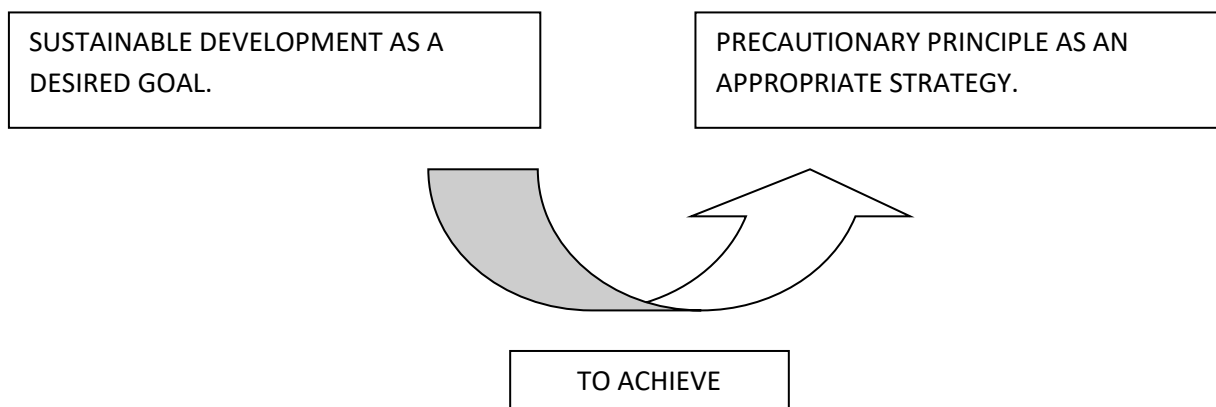 SUSTAINABLE DEVELOPMENT AS A
DESIRED GOAL.
PRECAUTIONARY PRINCIPLE AS AN
APPROPRIATE STRATEGY.
TO ACHIEVE